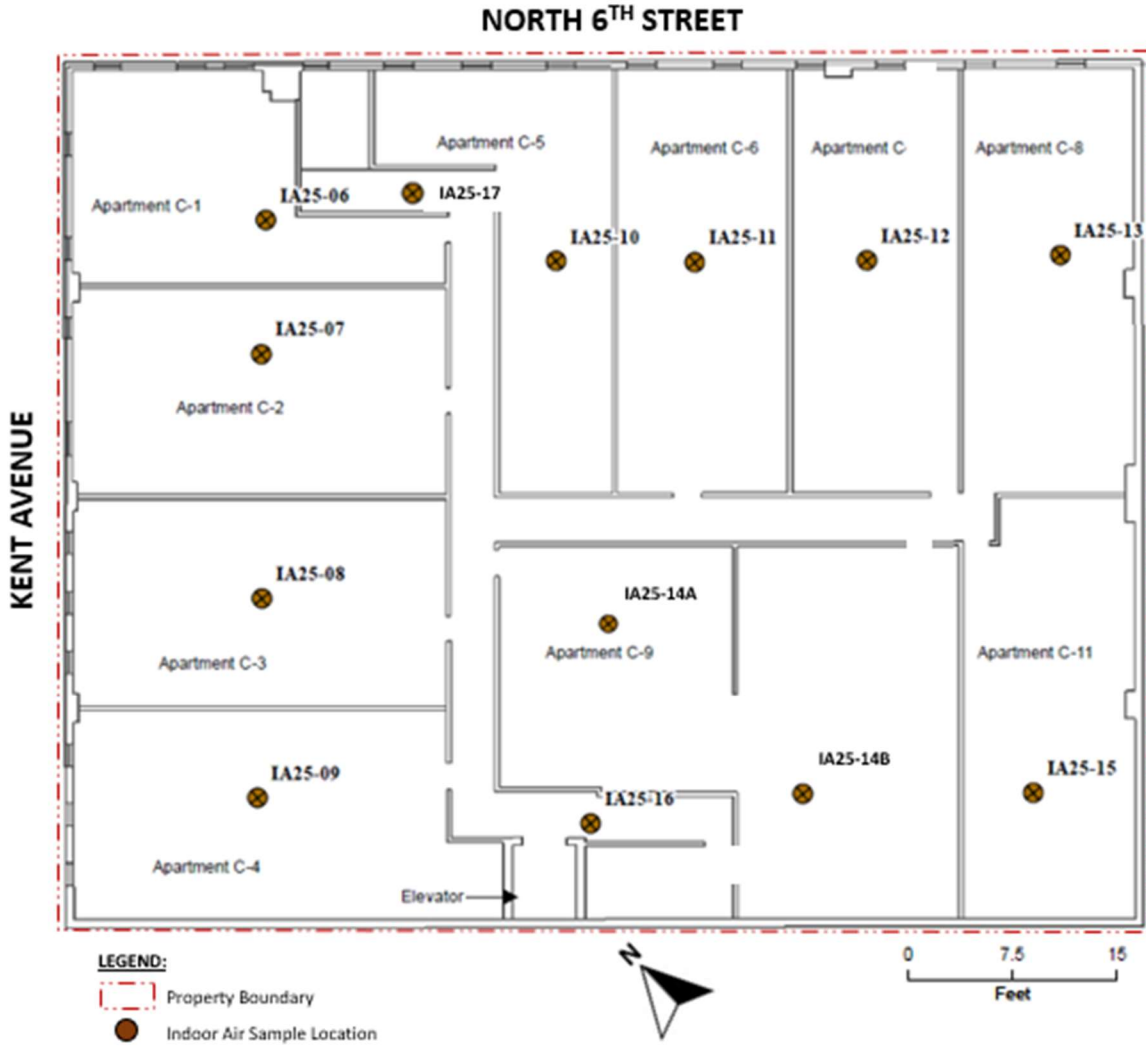 NORTH 6TH STREET
Apartment C-5
Apartment C-6
Apartment C-
Apartment C-8
IA25-06
IA25-17
Apartment C-1
IA25-10
IA25-11
IA25-12
IA25-13
IA25-07
Apartment C-2
KENT AVENUE
IA25-08
IA25-14A
Apartment C-9
Apartment C-3
Apartment C-11
IA25-14B
IA25-09
IA25-15
IA25-16
Apartment C-4
Elevator
N
0 7.5 15
Feet
LEGEND:
Property Boundary
Indoor Air Sample Location